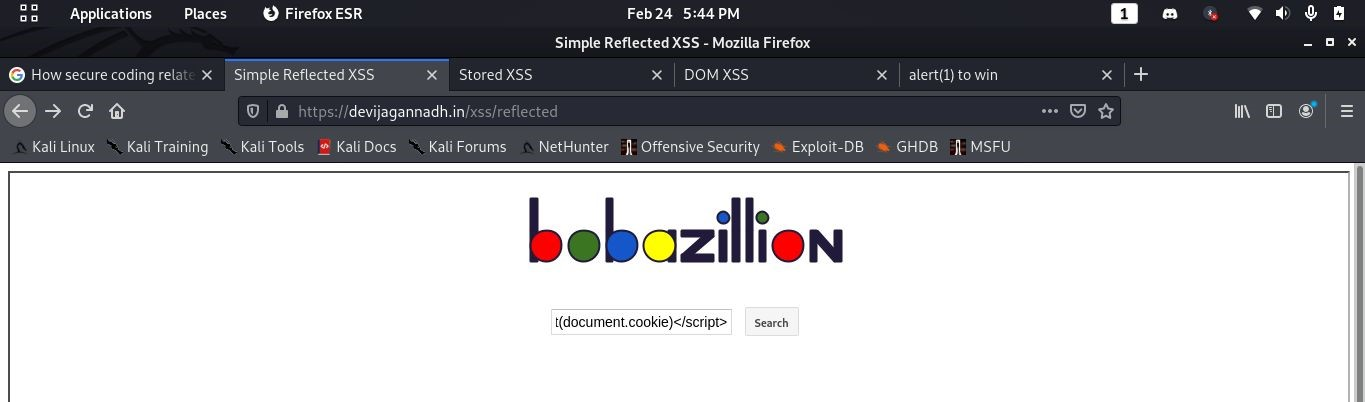 Applications Places Firefox ESR Feb 24 5:44 PM 1
Simple Reflected XSS - Mozilla Firefox
How secure coding relate Simple Reflected XSS Stored XSS DOM XSS alert(1) to win
https://devijagannadh.in/xss/reflected
Kali Linux Kali Training Kali Tools Kali Docs Kali Forums NetHunter Offensive Security Exploit-DB GHDB MSFU
bobazillion
t(document.cookie)</script> Search